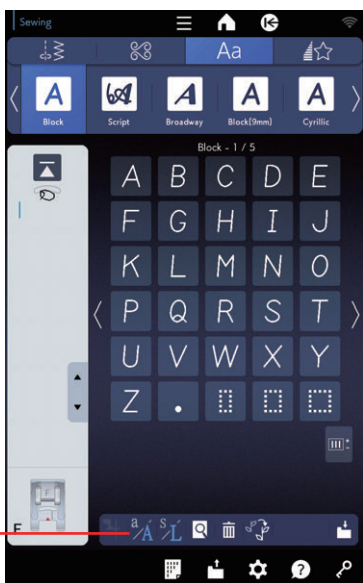 Sewing
Aa
A
A
A
A
Block
Script
Broadway
Block(9mm)
Cyrillic
Block - 1 / 5
A B C D E
F G H I J
K L M N O
P Q R S T
U V W X Y
Z .
F
a/A S/L
?